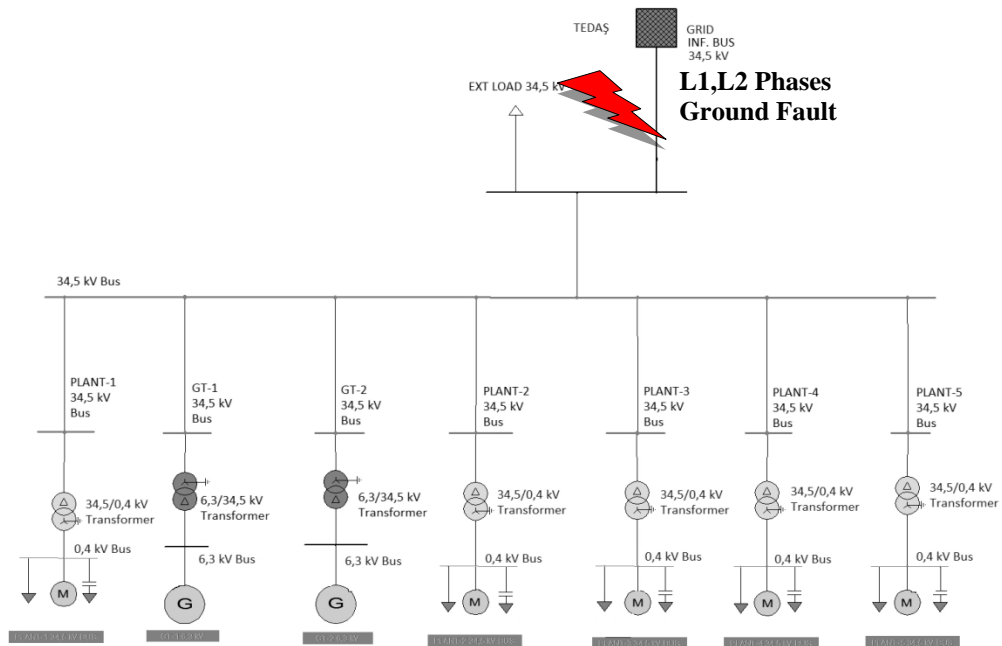 TEDAŞ
GRID
INF. BUS
34,5 kV
EXT LOAD 34,5 kV
L1,L2 Phases
Ground Fault
34,5 kV Bus
PLANT-1
34,5 kV
Bus
GT-1
34,5 kV
Bus
GT-2
34,5 kV
Bus
PLANT-2
34,5 kV
Bus
PLANT-3
34,5 kV
Bus
PLANT-4
34,5 kV
Bus
PLANT-5
34,5 kV
Bus
34,5/0,4 kV
Transformer
6,3/34,5 kV
Transformer
6,3/34,5 kV
Transformer
34,5/0,4 kV
Transformer
34,5/0,4 kV
Transformer
34,5/0,4 kV
Transformer
34,5/0,4 kV
Transformer
0,4 kV Bus
6,3 kV Bus
6,3 kV Bus
0,4 kV Bus
0,4 kV Bus
0,4 kV Bus
0,4 kV Bus
M
G
G
M
M
M
M